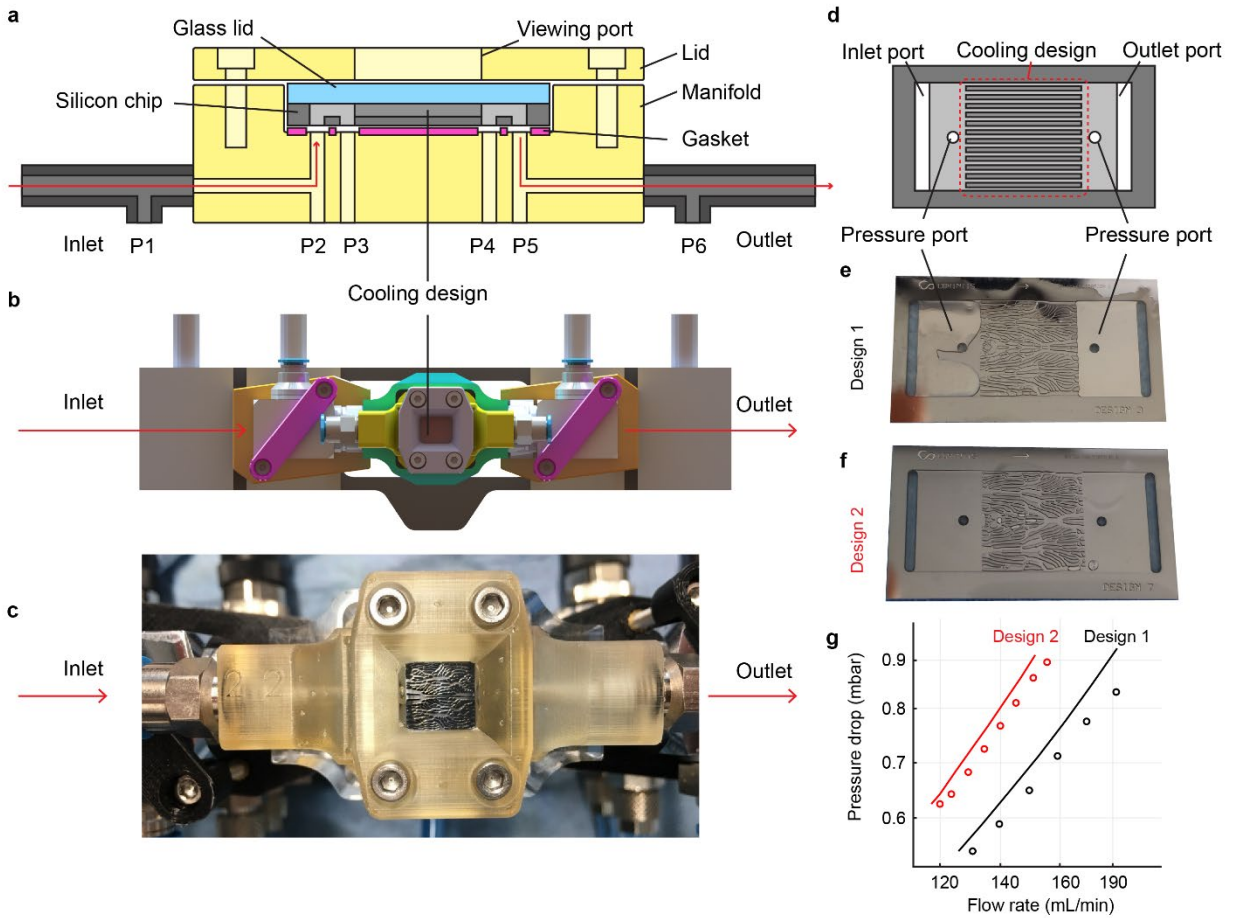 a
Glass lid
Viewing port
Lid
Silicon chip
Manifold
Gasket
Inlet
P1
P2
P3
P4
P5
P6
Outlet
Cooling design
b
Inlet
Outlet
c
Inlet
22
Outlet
d
Inlet port
Cooling design
Outlet port
Pressure port
Pressure port
e
Design 1
f
Design 2
g
Design 2
Design 1
0.9
0.8
0.7
0.6
Pressure drop (mbar)
120
140
160
190
Flow rate (mL/min)